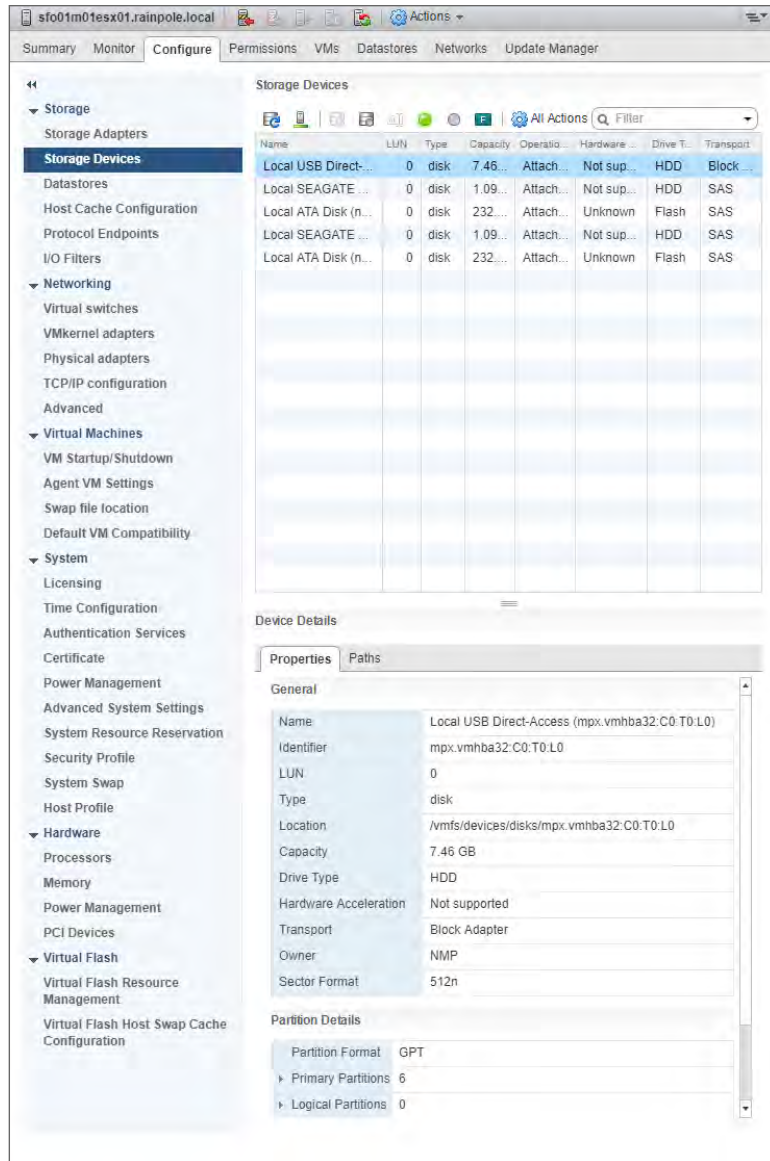 sfo01m01esx01.rainpole.local Actions
Summary Monitor Configure Permissions VMs Datastores Networks Update Manager
Storage
Storage Adapters
Storage Devices
Datastores
Host Cache Configuration
Protocol Endpoints
I/O Filters
Networking
Virtual switches
VMkernel adapters
Physical adapters
TCP/IP configuration
Advanced
Virtual Machines
VM Startup/Shutdown
Agent VM Settings
Swap file location
Default VM Compatibility
System
Licensing
Time Configuration
Authentication Services
Certificate
Power Management
Advanced System Settings
System Resource Reservation
Security Profile
System Swap
Host Profile
Hardware
Processors
Memory
Power Management
PCI Devices
Virtual Flash
Virtual Flash Resource
Management
Virtual Flash Host Swap Cache
Configuration
Storage Devices
All Actions Filter
Name LUN Type Capacity Operatio... Hardware ... Drive T... Transport
Local USB Direct-... 0 disk 7.46... Attach... Not sup... HDD Block ...
Local SEAGATE ... 0 disk 1.09... Attach... Not sup... HDD SAS
Local ATA Disk (n... 0 disk 232.... Attach... Unknown Flash SAS
Local SEAGATE ... 0 disk 1.09... Attach... Not sup... HDD SAS
Local ATA Disk (n... 0 disk 232.... Attach... Unknown Flash SAS
Device Details
Properties Paths
General
Name Local USB Direct-Access (mpx.vmhba32:C0:T0:L0)
Identifier mpx.vmhba32:C0:T0:L0
LUN 0
Type disk
Location /vmfs/devices/disks/mpx.vmhba32:C0:T0:L0
Capacity 7.46 GB
Drive Type HDD
Hardware Acceleration Not supported
Transport Block Adapter
Owner NMP
Sector Format 512n
Partition Details
Partition Format GPT
Primary Partitions 6
Logical Partitions 0